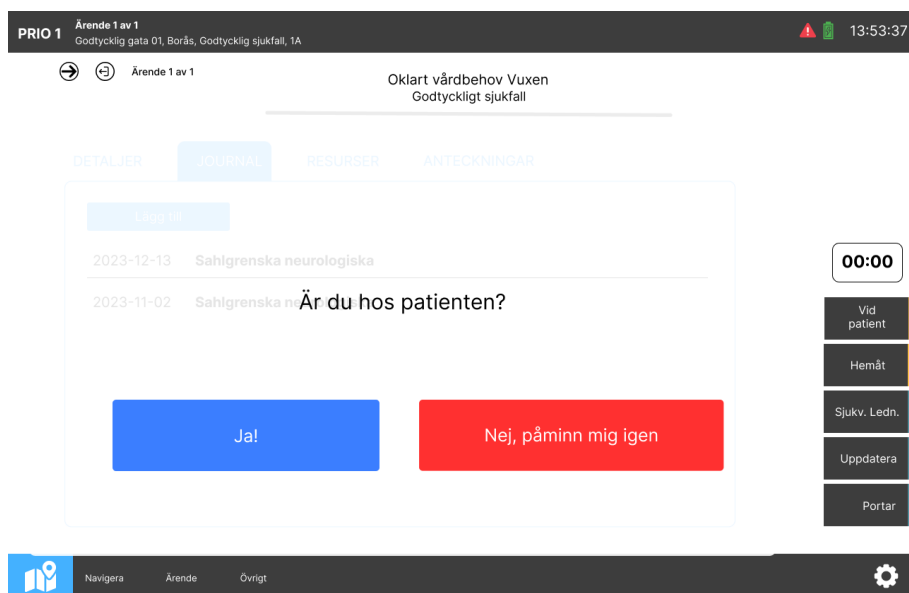 PRIO 1
Ärende 1 av 1
Godtycklig gata 01, Borås, Godtycklig sjukfall, 1A
13:53:37
Ärende 1 av 1
Oklart vårdbehov Vuxen
Godtyckligt sjukfall
DETALJER
JOURNAL
RESURSER
ANTECKNINGAR
Lägg till
2023-12-13 Sahlgrenska neurologiska
2023-11-02 Sahlgrenska
Är du hos patienten?
Ja!
Nej, påminn mig igen
00:00
Vid
patient
Hemåt
Sjukv. Ledn.
Uppdatera
Portar
Navigera
Ärende
Övrigt